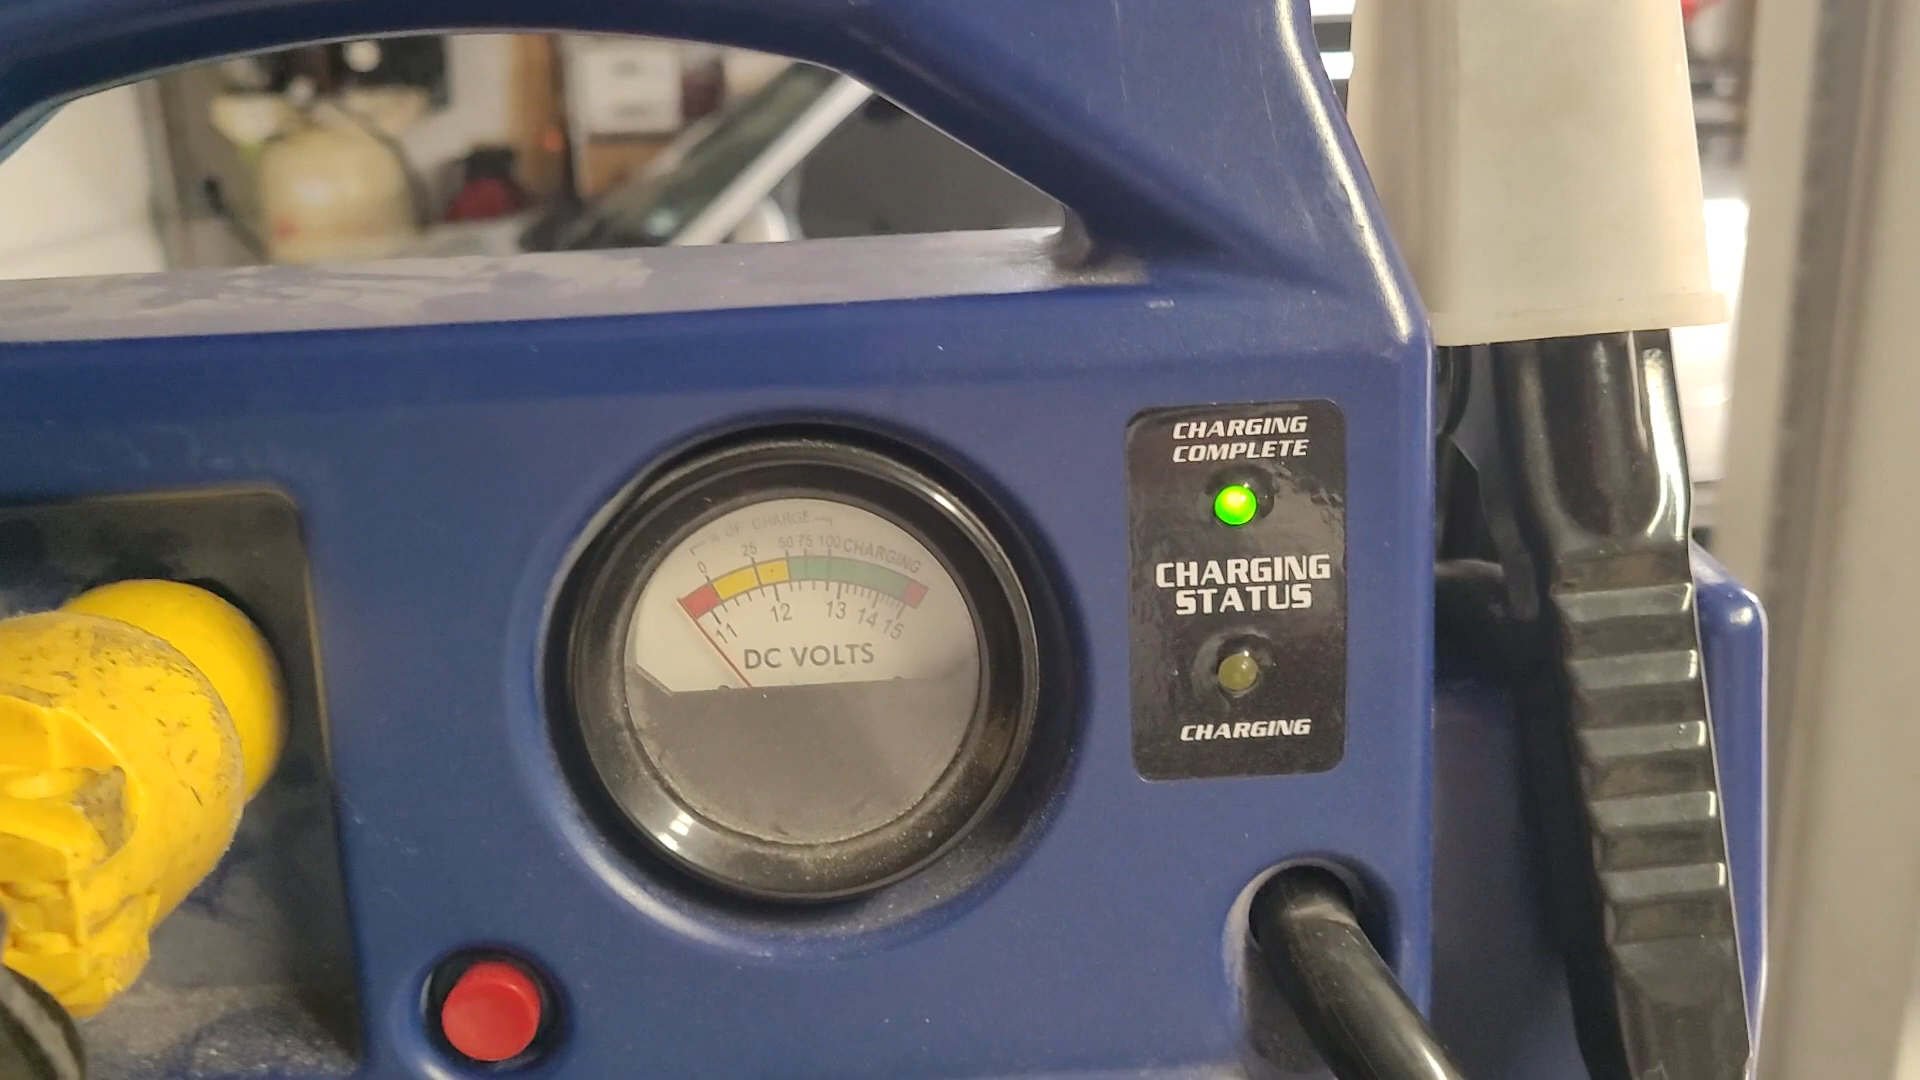 % OF CHARGE
0 25 50 75 100 CHARGING
11 12 13 14 15
DC VOLTS
CHARGING
COMPLETE
CHARGING
STATUS
CHARGING